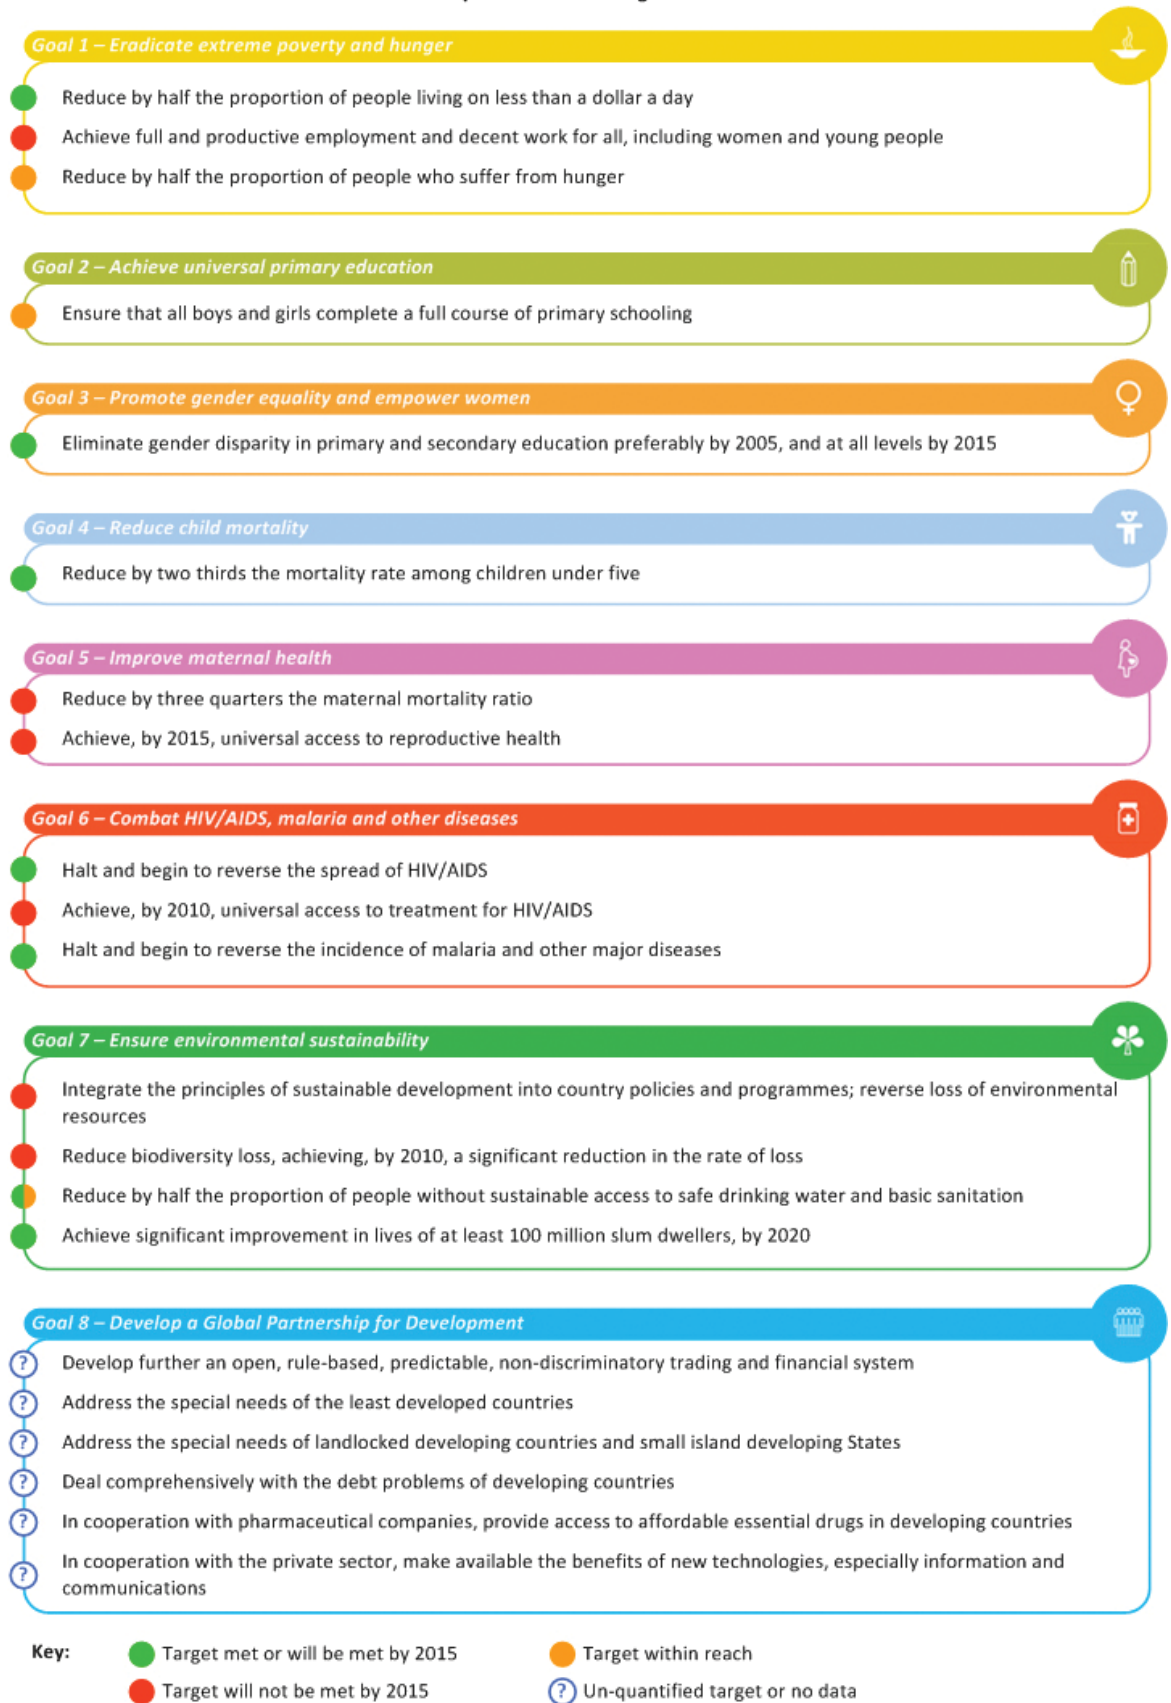 Goal 1 – Eradicate extreme poverty and hunger
Reduce by half the proportion of people living on less than a dollar a day
Achieve full and productive employment and decent work for all, including women and young people
Reduce by half the proportion of people who suffer from hunger
Goal 2 – Achieve universal primary education
Ensure that all boys and girls complete a full course of primary schooling
Goal 3 – Promote gender equality and empower women
Eliminate gender disparity in primary and secondary education preferably by 2005, and at all levels by 2015
Goal 4 – Reduce child mortality
Reduce by two thirds the mortality rate among children under five
Goal 5 – Improve maternal health
Reduce by three quarters the maternal mortality ratio
Achieve, by 2015, universal access to reproductive health
Goal 6 – Combat HIV/AIDS, malaria and other diseases
Halt and begin to reverse the spread of HIV/AIDS
Achieve, by 2010, universal access to treatment for HIV/AIDS
Halt and begin to reverse the incidence of malaria and other major diseases
Goal 7 – Ensure environmental sustainability
Integrate the principles of sustainable development into country policies and programmes; reverse loss of environmental
resources
Reduce biodiversity loss, achieving, by 2010, a significant reduction in the rate of loss
Reduce by half the proportion of people without sustainable access to safe drinking water and basic sanitation
Achieve significant improvement in lives of at least 100 million slum dwellers, by 2020
Goal 8 – Develop a Global Partnership for Development
? Develop further an open, rule-based, predictable, non-discriminatory trading and financial system
? Address the special needs of the least developed countries
? Address the special needs of landlocked developing countries and small island developing States
? Deal comprehensively with the debt problems of developing countries
? In cooperation with pharmaceutical companies, provide access to affordable essential drugs in developing countries
? In cooperation with the private sector, make available the benefits of new technologies, especially information and
communications
Key: Target met or will be met by 2015 Target within reach
Target will not be met by 2015 ? Un-quantified target or no data